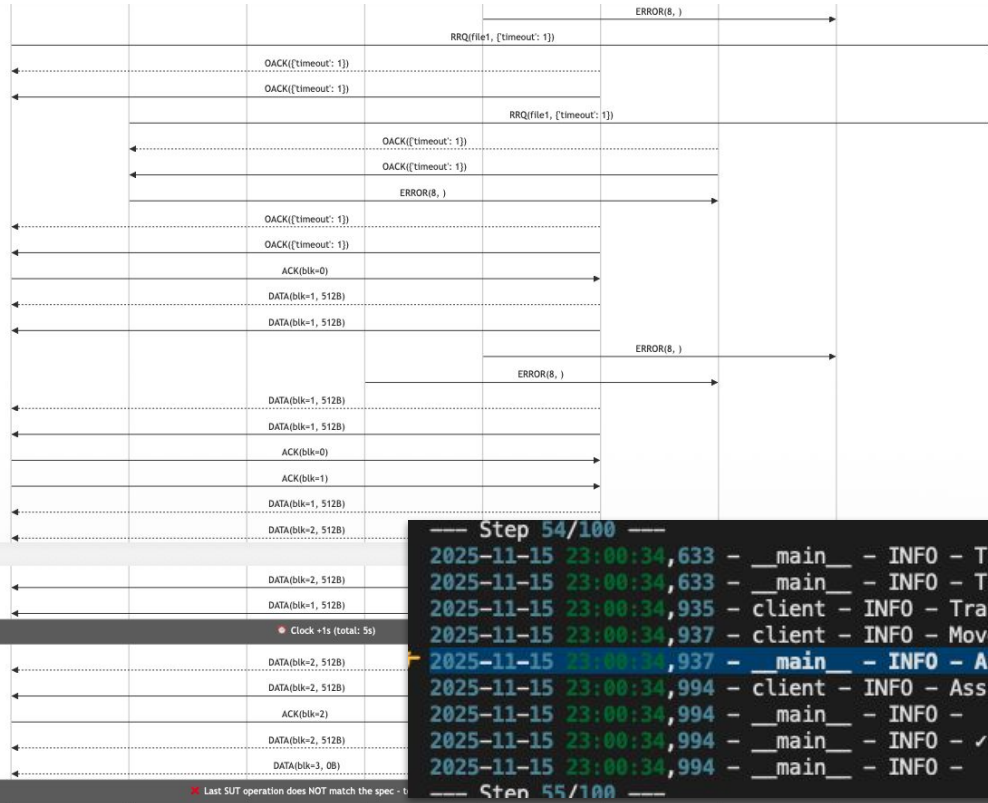 ERROR(8, )
RRQ(file1, {'timeout': 1})
OACK({'timeout': 1})
OACK({'timeout': 1})
RRQ(file1, {'timeout': 1})
OACK({'timeout': 1})
OACK({'timeout': 1})
ERROR(8, )
OACK({'timeout': 1})
OACK({'timeout': 1})
ACK(blk=0)
DATA(blk=1, 512B)
DATA(blk=1, 512B)
ERROR(8, )
ERROR(8, )
DATA(blk=1, 512B)
DATA(blk=1, 512B)
ACK(blk=0)
ACK(blk=1)
DATA(blk=1, 512B)
DATA(blk=2, 512B)
DATA(blk=2, 512B)
DATA(blk=1, 512B)
Clock +1s (total: 5s)
DATA(blk=2, 512B)
DATA(blk=2, 512B)
ACK(blk=2)
DATA(blk=2, 512B)
DATA(blk=3, 0B)
❌ Last SUT operation does NOT match the spec - t
--- Step 54/100 ---
2025-11-15 23:00:34,633 - __main__ - INFO - T
2025-11-15 23:00:34,633 - __main__ - INFO - T
2025-11-15 23:00:34,935 - client - INFO - Tra
2025-11-15 23:00:34,937 - client - INFO - Mov
2025-11-15 23:00:34,937 - __main__ - INFO - A
2025-11-15 23:00:34,994 - client - INFO - Ass
2025-11-15 23:00:34,994 - __main__ - INFO -
2025-11-15 23:00:34,994 - __main__ - INFO - ✓
2025-11-15 23:00:34,994 - __main__ - INFO -
--- Step 55/100 ---